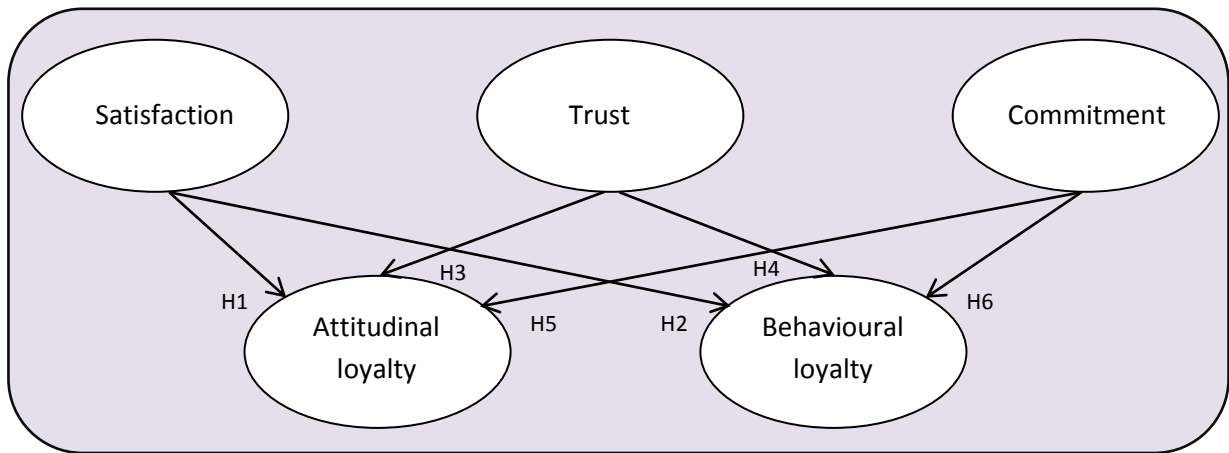 Satisfaction
Trust
Commitment
H3
H4
H1
H5
H2
H6
Attitudinal
loyalty
Behavioural
loyalty